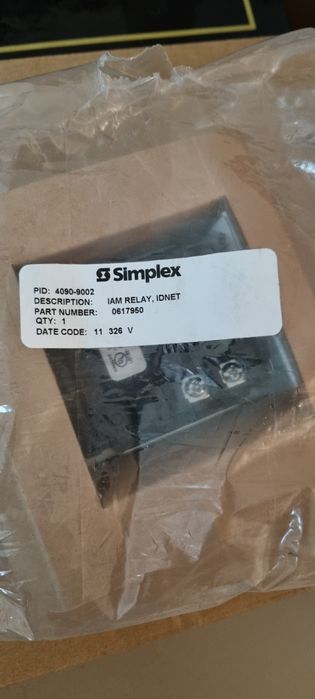 Simplex
PID: 4090-9002
DESCRIPTION: IAM RELAY, IDNET
PART NUMBER: 0617950
QTY: 1
DATE CODE: 11 326 V